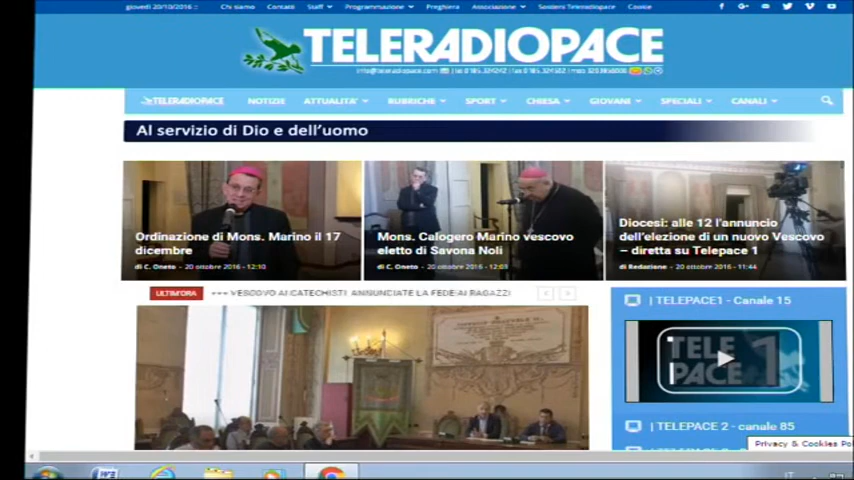 giovedì 20/10/2016 :: Chi siamo Contatti Staff Programmazione Preghiera Associazione Sostieni Teleradiopace Cookie
TELERADIOPACE
TELERADIOPACE NOTIZIE ATTUALITA' RUBRICHE SPORT CHIESA GIOVANI SPECIALI CANALI
Al servizio di Dio e dell'uomo
Ordinazione di Mons. Marino il 17
dicembre
di C. Oneto - 20 ottobre 2016 - 12:10
Mons. Calogero Marino vescovo
eletto di Savona Noli
di C. Oneto - 20 ottobre 2016 - 12:03
Diocesi: alle 12 l'annuncio
dell'elezione di un nuovo Vescovo
– diretta su Telepace 1
di Redazione - 20 ottobre 2016 - 11:44
ULTIM'ORA VESCOVO AI CATECHISTI: ANNUNCIATE LA FEDE AI RAGAZZI
| TELEPACE1 - Canale 15
TELE
PACE 1
| TELEPACE 2 - canale 85
Privacy & Cookies Po
IT